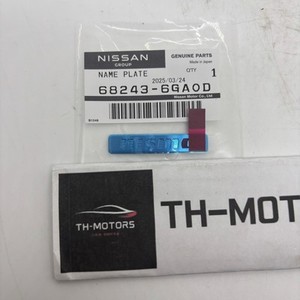 NISSAN
GROUP
GENUINE PARTS
Made in Japan
NAME PLATE
QTY 1
2025/03/24
68243-6GA0D
Nissan Motor Co., Ltd
TH-MOTORS
TH-MOT